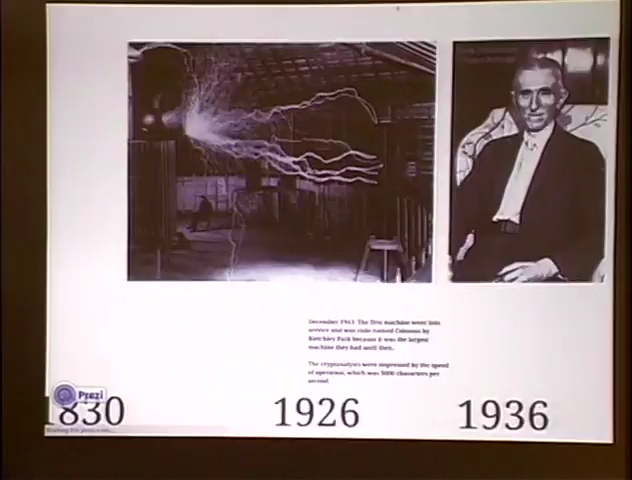 December 1943 The first machine went into
service and was code-named Colossus by
Bletchley Park because it was the largest
machine they had until then.
The cryptanalysts were impressed by the speed
of operation, which was 5000 characters per
second
Prezi
1830
1926
1936